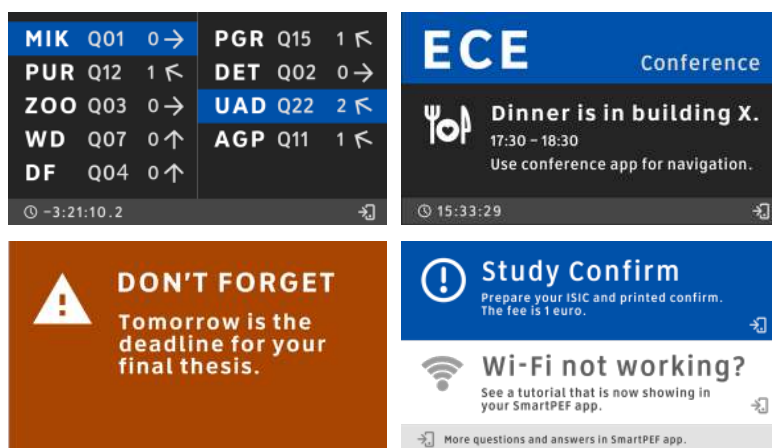 MIK Q01 0 →
PUR Q12 1 ↖
ZOO Q03 0 →
WD Q07 0 ↑
DF Q04 0 ↑
PGR Q15 1 ↖
DET Q02 0 →
UAD Q22 2 ↖
AGP Q11 1 ↖
-3:21:10.2
ECE Conference
Dinner is in building X.
17:30 – 18:30
Use conference app for navigation.
15:33:29
DON'T FORGET
Tomorrow is the
deadline for your
final thesis.
Study Confirm
Prepare your ISIC and printed confirm.
The fee is 1 euro.
Wi-Fi not working?
See a tutorial that is now showing in
your SmartPEF app.
More questions and answers in SmartPEF app.